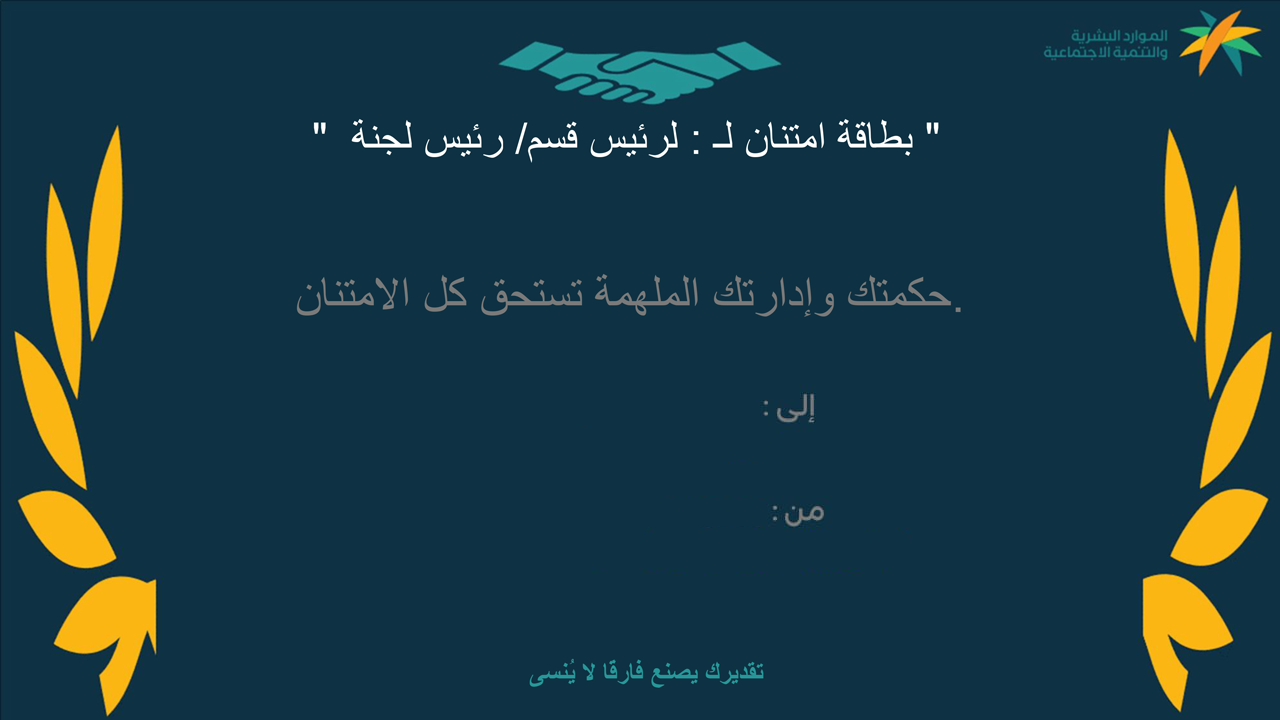 الموارد البشرية
والتنمية الاجتماعية
" بطاقة امتنان لـ : لرئيس قسم/ رئيس لجنة "
حكمتك وإدارتك الملهمة تستحق كل الامتنان.
إلى :
من :
تقديرك يصنع فارقا لا يُنسى